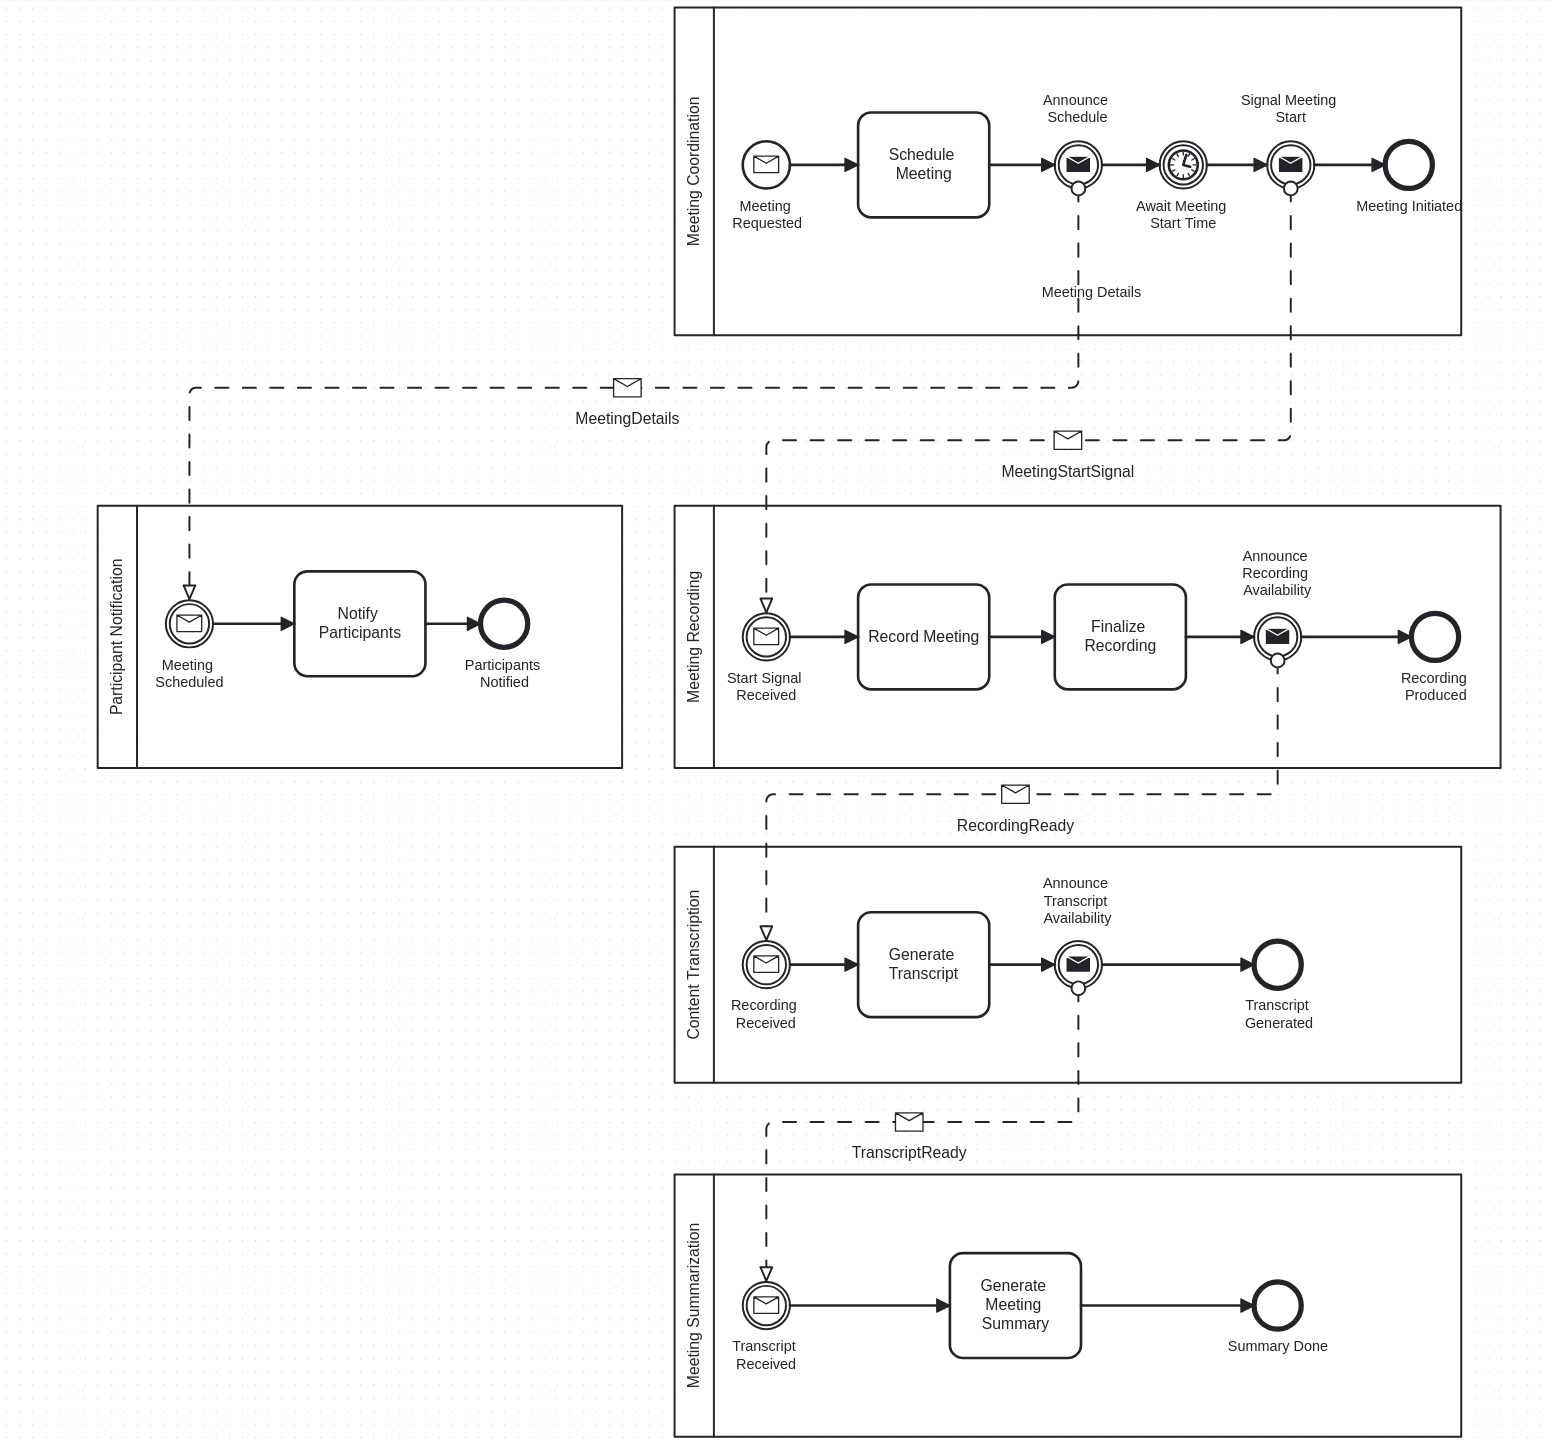 Meeting Coordination
Meeting
Requested
Schedule
Meeting
Announce
Schedule
Await Meeting
Start Time
Signal Meeting
Start
Meeting Initiated
Meeting Details
MeetingDetails
MeetingStartSignal
Participant Notification
Meeting
Scheduled
Notify
Participants
Participants
Notified
Meeting Recording
Start Signal
Received
Record Meeting
Finalize
Recording
Announce
Recording
Availability
Recording
Produced
RecordingReady
Content Transcription
Recording
Received
Generate
Transcript
Announce
Transcript
Availability
Transcript
Generated
TranscriptReady
Meeting Summarization
Transcript
Received
Generate
Meeting
Summary
Summary Done